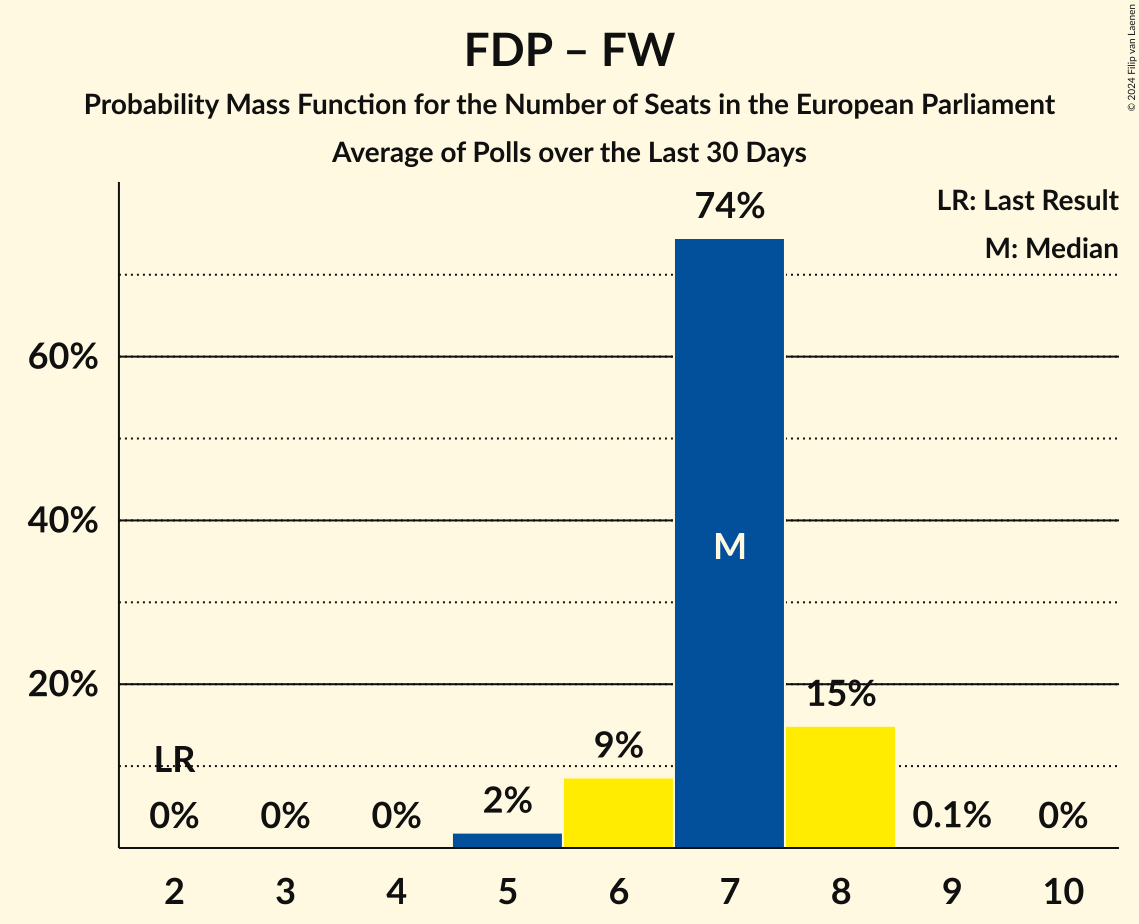 FDP – FW
Probability Mass Function for the Number of Seats in the European Parliament
Average of Polls over the Last 30 Days
© 2024 Filip van Laenen
LR: Last Result
M: Median
74%
60%
40%
M
20%
15%
LR
9%
0%
0%
0%
2%
0.1%
0%
2
3
4
5
6
7
8
9
10